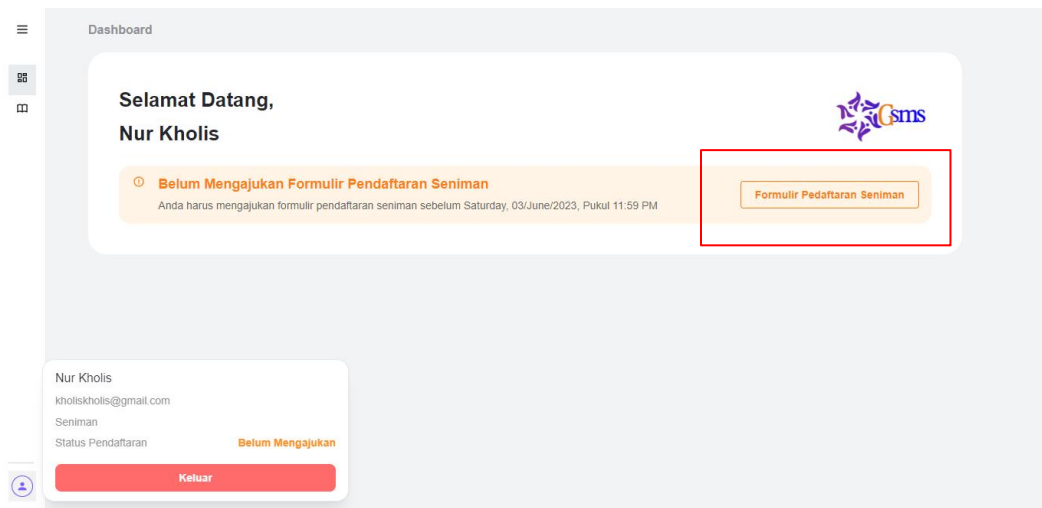 Dashboard
Selamat Datang,
Nur Kholis
Gsms
Belum Mengajukan Formulir Pendaftaran Seniman
Anda harus mengajukan formulir pendaftaran seniman sebelum Saturday, 03/June/2023, Pukul 11:59 PM
Formulir Pedaftaran Seniman
Nur Kholis
kholiskholis@gmail.com
Seniman
Status Pendaftaran Belum Mengajukan
Keluar